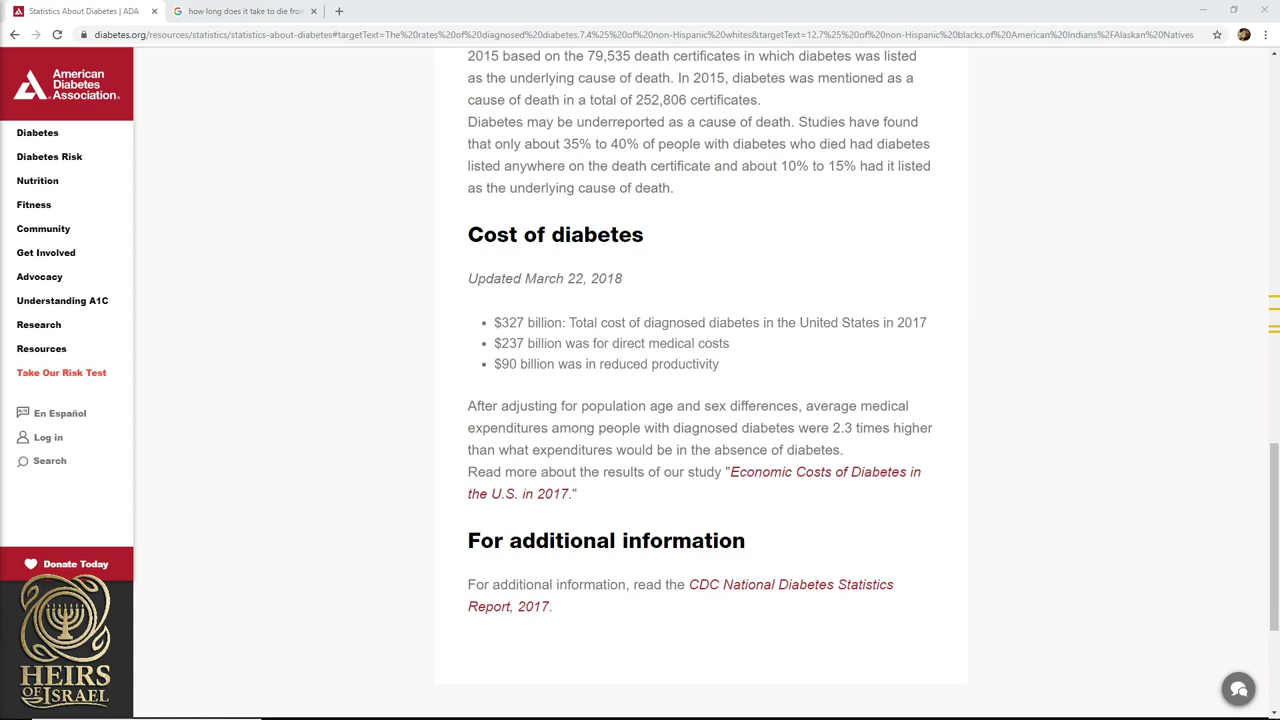 Statistics About Diabetes | ADA
how long does it take to die fro
diabetes.org/resources/statistics/statistics-about-diabetes#targetText=The%20rates%20of%20diagnosed%20diabetes,7.4%25%20of%20non-Hispanic%20whites&targetText=12.7%25%20of%20non-Hispanic%20blacks,of%20American%20Indians%2FAlaskan%20Natives
American
Diabetes
Association®
Diabetes
Diabetes Risk
Nutrition
Fitness
Community
Get Involved
Advocacy
Understanding A1C
Research
Resources
Take Our Risk Test
En Español
Log in
Search
Donate Today
HEIRS
OF ISRAEL
2015 based on the 79,535 death certificates in which diabetes was listed
as the underlying cause of death. In 2015, diabetes was mentioned as a
cause of death in a total of 252,806 certificates.
Diabetes may be underreported as a cause of death. Studies have found
that only about 35% to 40% of people with diabetes who died had diabetes
listed anywhere on the death certificate and about 10% to 15% had it listed
as the underlying cause of death.
Cost of diabetes
Updated March 22, 2018
• $327 billion: Total cost of diagnosed diabetes in the United States in 2017
• $237 billion was for direct medical costs
• $90 billion was in reduced productivity
After adjusting for population age and sex differences, average medical
expenditures among people with diagnosed diabetes were 2.3 times higher
than what expenditures would be in the absence of diabetes.
Read more about the results of our study "Economic Costs of Diabetes in
the U.S. in 2017."
For additional information
For additional information, read the CDC National Diabetes Statistics
Report, 2017.